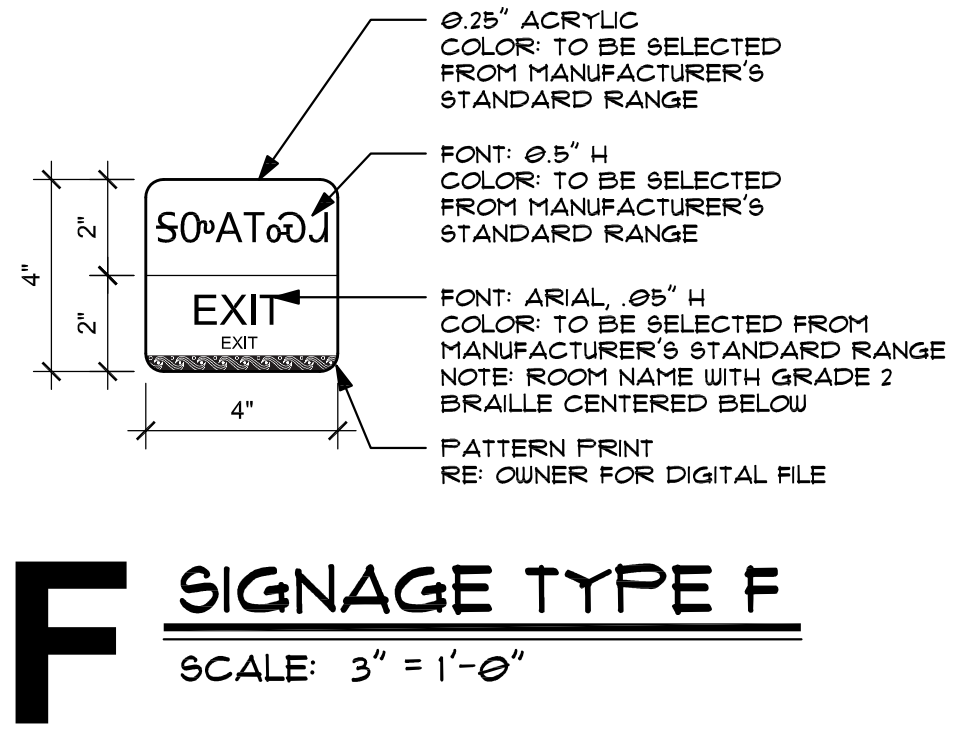 ᎦᏅᎪᎢᏍᏗ
EXIT
EXIT
2"
2"
4"
4"
0.25" ACRYLIC
COLOR: TO BE SELECTED
FROM MANUFACTURER'S
STANDARD RANGE
FONT: 0.5" H
COLOR: TO BE SELECTED
FROM MANUFACTURER'S
STANDARD RANGE
FONT: ARIAL, .05" H
COLOR: TO BE SELECTED FROM
MANUFACTURER'S STANDARD RANGE
NOTE: ROOM NAME WITH GRADE 2
BRAILLE CENTERED BELOW
PATTERN PRINT
RE: OWNER FOR DIGITAL FILE
F
SIGNAGE TYPE F
SCALE: 3" = 1'-0"